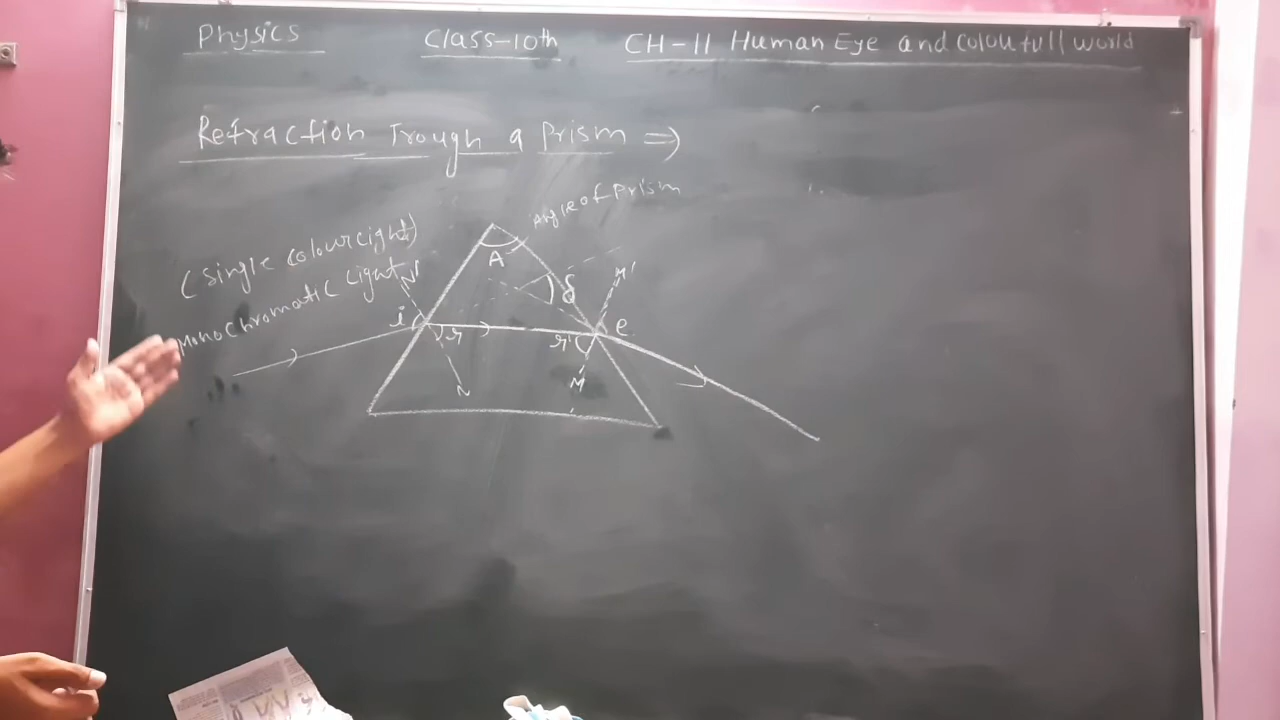 Physics Class-10th CH-11 Human Eye and Colourfull world
Refraction Trough a Prism ⇒
Angle of Prism
(Single colour Light)
Monochromatic Light
A
N'
M'
δ
i
e
r
r'
M
N